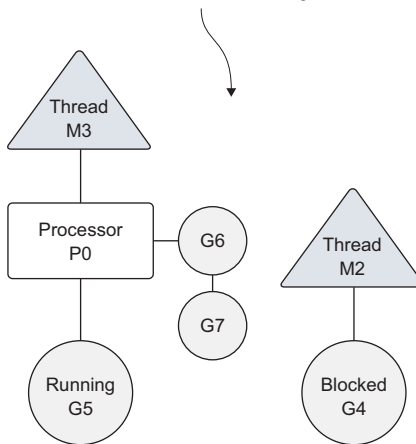 Thread
M3
Processor
P0
G6
G7
Running
G5
Thread
M2
Blocked
G4